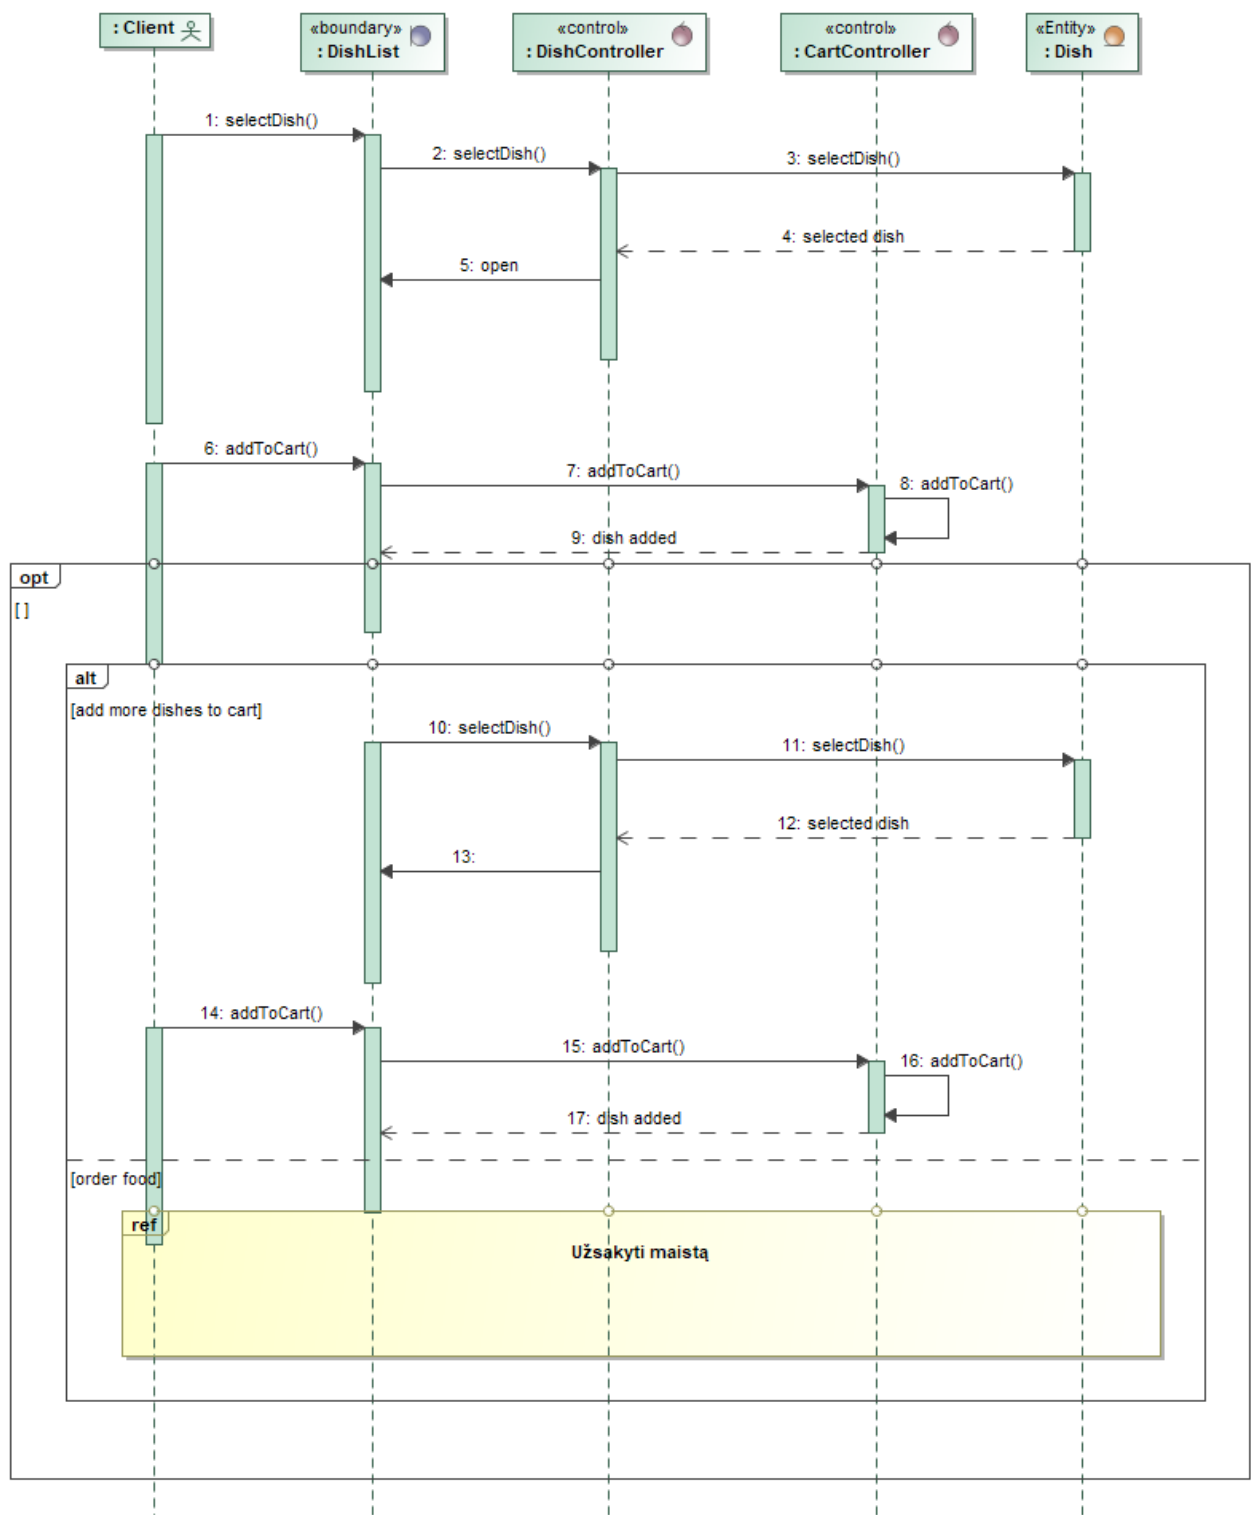 : Client
«boundary»
: DishList
«control»
: DishController
«control»
: CartController
«Entity»
: Dish
1: selectDish()
2: selectDish()
3: selectDish()
4: selected dish
5: open
6: addToCart()
7: addToCart()
8: addToCart()
9: dish added
opt
[ ]
alt
[add more dishes to cart]
10: selectDish()
11: selectDish()
12: selected dish
13:
14: addToCart()
15: addToCart()
16: addToCart()
17: dish added
[order food]
ref
Užsakyti maistą